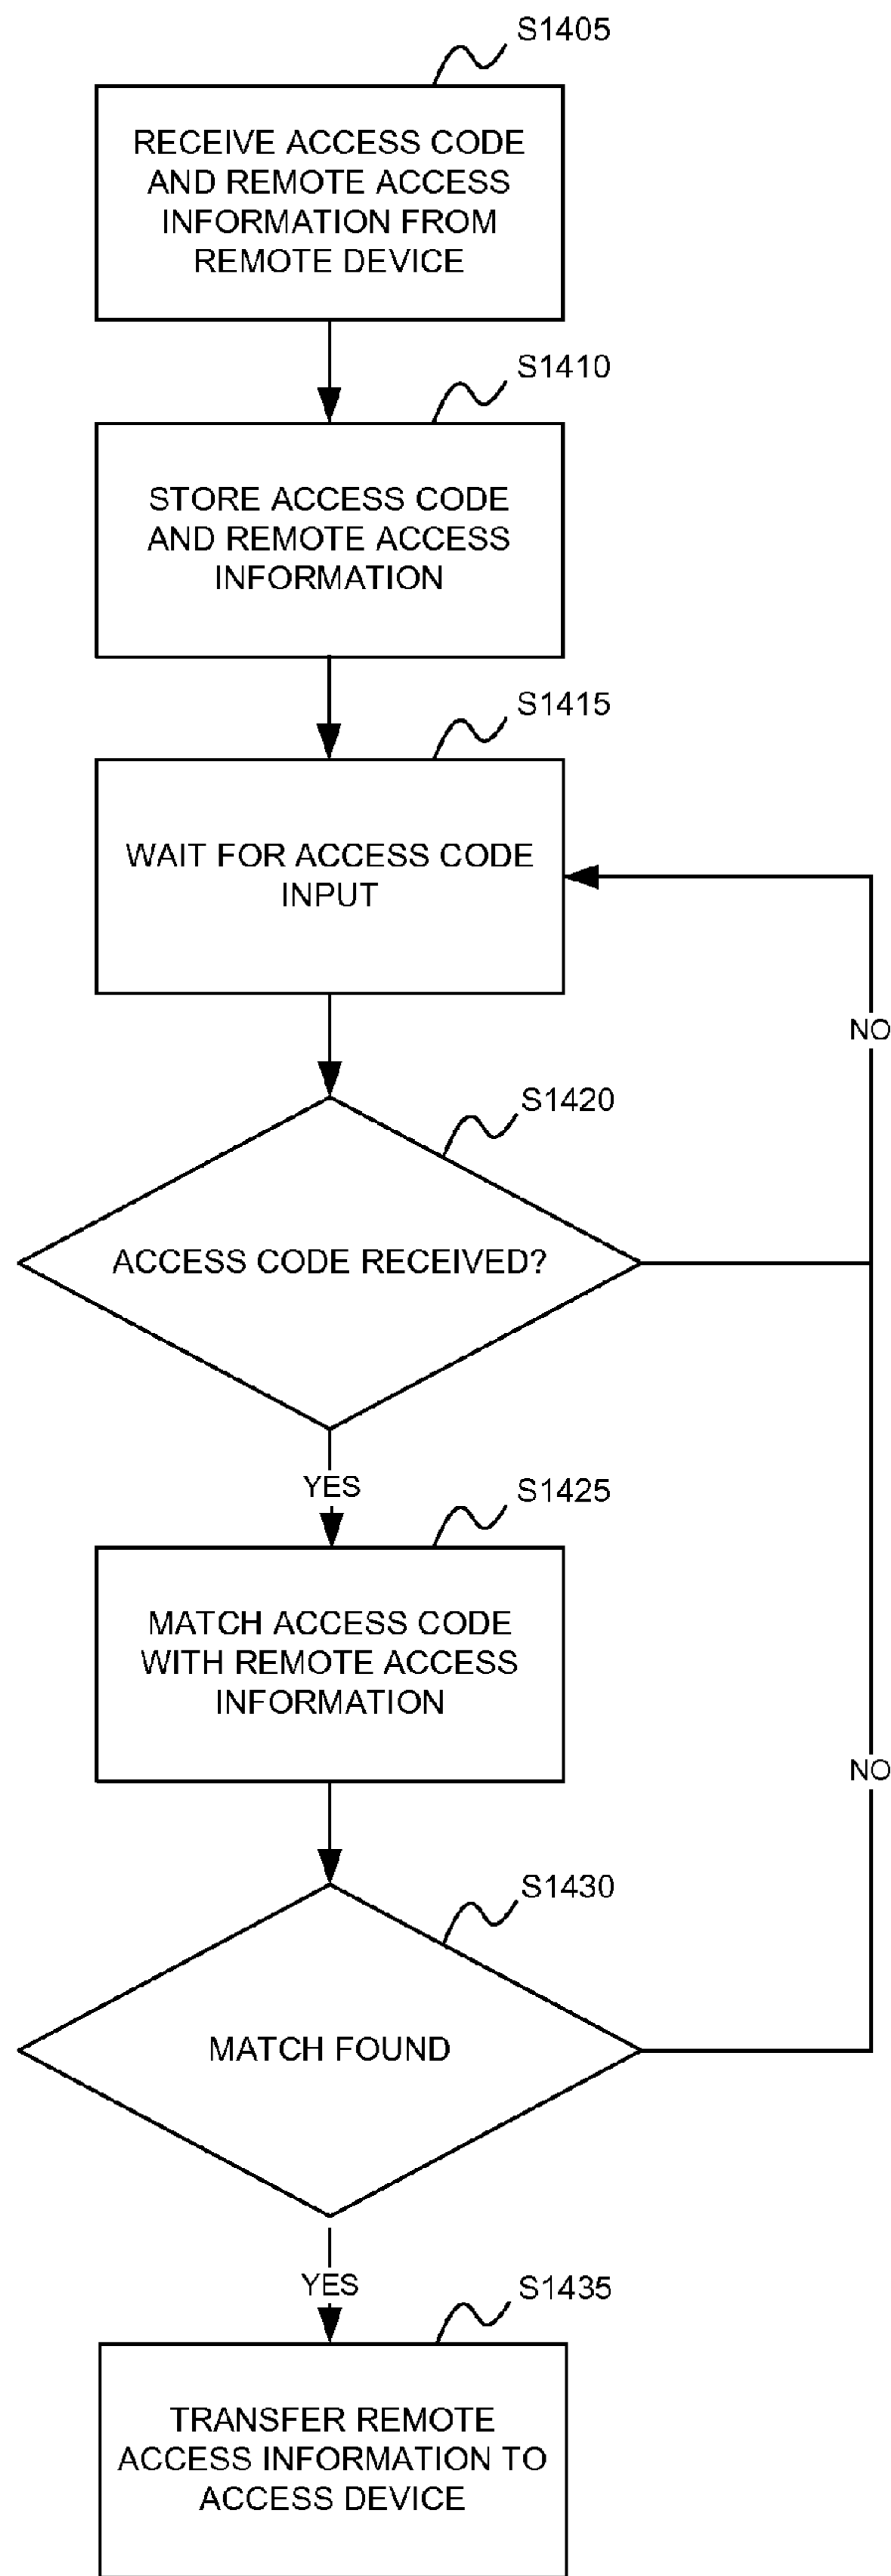 S1405
RECEIVE ACCESS CODE
AND REMOTE ACCESS
INFORMATION FROM
REMOTE DEVICE
S1410
STORE ACCESS CODE
AND REMOTE ACCESS
INFORMATION
S1415
WAIT FOR ACCESS CODE
INPUT
NO
S1420
ACCESS CODE RECEIVED?
YES
S1425
MATCH ACCESS CODE
WITH REMOTE ACCESS
INFORMATION
NO
S1430
MATCH FOUND
YES
S1435
TRANSFER REMOTE
ACCESS INFORMATION TO
ACCESS DEVICE